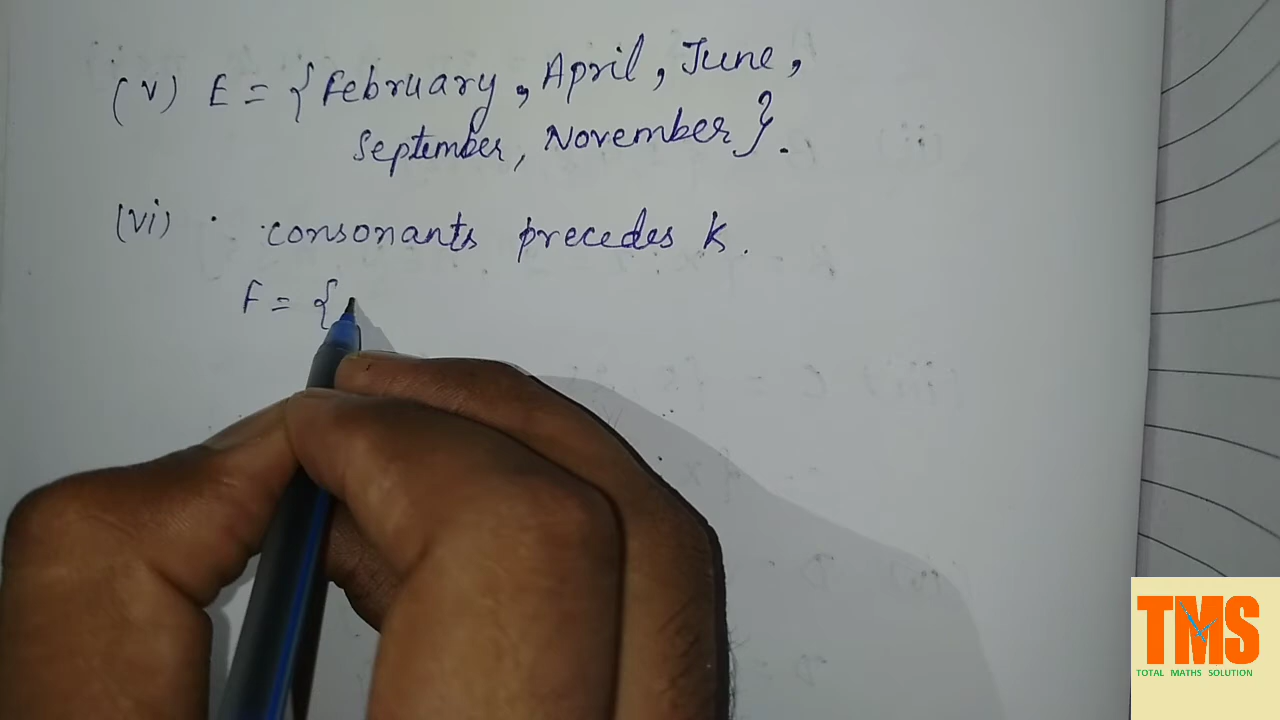 (v) E = { February, April, June,
September, November }.
(vi) consonants precedes k.
F = {
TMS
TOTAL MATHS SOLUTION